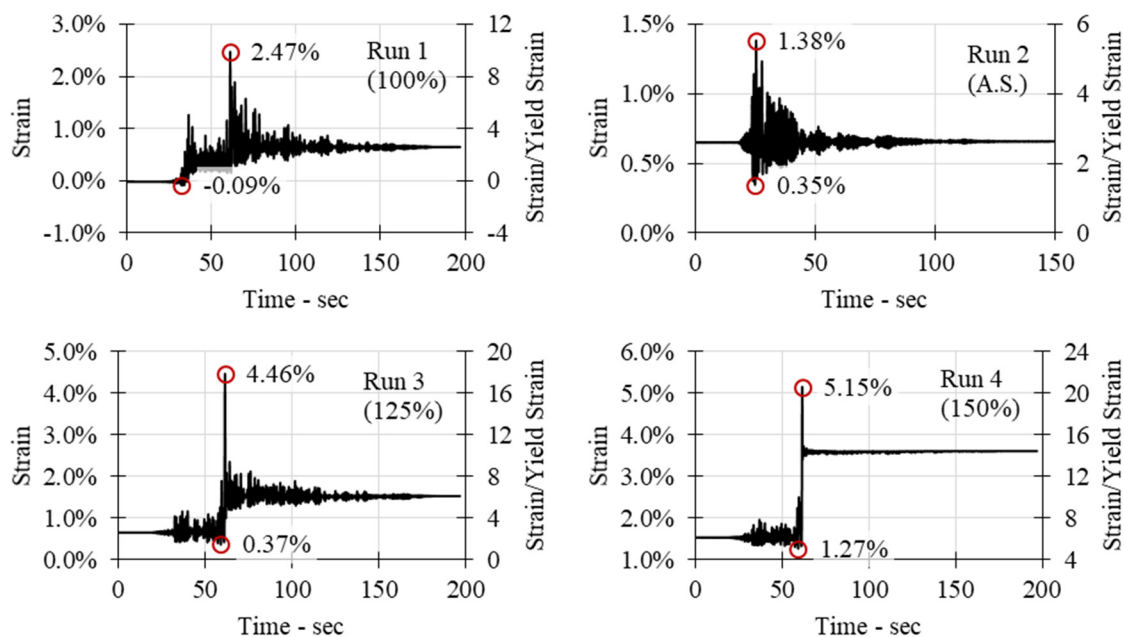 3.0%
2.0%
1.0%
0.0%
-1.0%
Strain
12
8
4
0
-4
Strain/Yield Strain
2.47%
-0.09%
Run 1
(100%)
0 50 100 150 200
Time - sec
1.5%
1.0%
0.5%
0.0%
Strain
6
4
2
0
Strain/Yield Strain
1.38%
0.35%
Run 2
(A.S.)
0 50 100 150
Time - sec
5.0%
4.0%
3.0%
2.0%
1.0%
0.0%
Strain
20
16
12
8
4
0
Strain/Yield Strain
4.46%
0.37%
Run 3
(125%)
0 50 100 150 200
Time - sec
6.0%
5.0%
4.0%
3.0%
2.0%
1.0%
Strain
24
20
16
12
8
4
Strain/Yield Strain
5.15%
1.27%
Run 4
(150%)
0 50 100 150 200
Time - sec